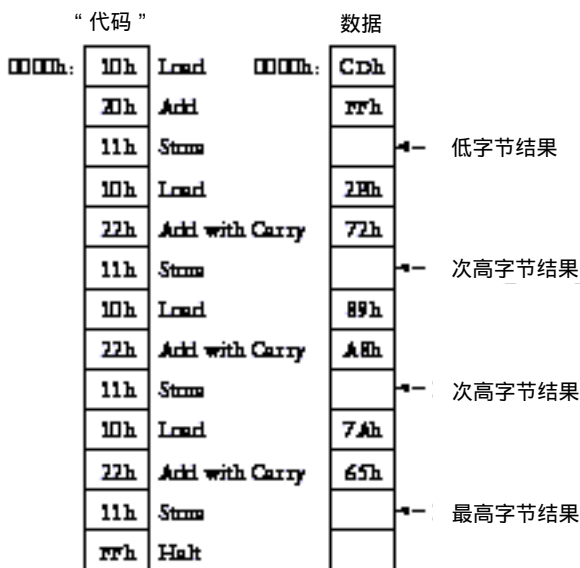 “代码” 数据
0000h: 10h Load 0000h: CDh
20h Add FFh
11h Store 低字节结果
10h Load 2Bh
22h Add with Carry 72h
11h Store 次高字节结果
10h Load 89h
22h Add with Carry A8h
11h Store 次高字节结果
10h Load 7Ah
22h Add with Carry 65h
11h Store 最高字节结果
FFh Halt